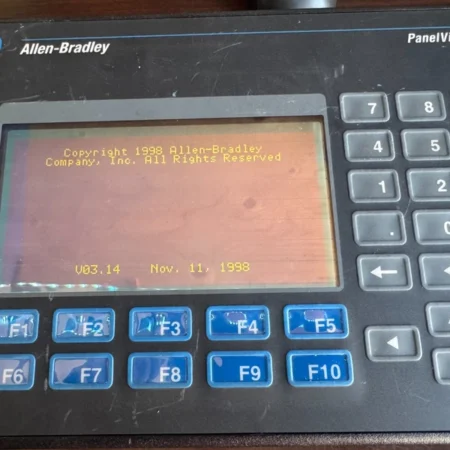 Allen-Bradley
PanelVi
Copyright 1998 Allen-Bradley
Company, Inc. All Rights Reserved
V03.14 Nov. 11, 1998
7 8
4 5
1 2
. 0
F1 F2 F3 F4 F5
F6 F7 F8 F9 F10